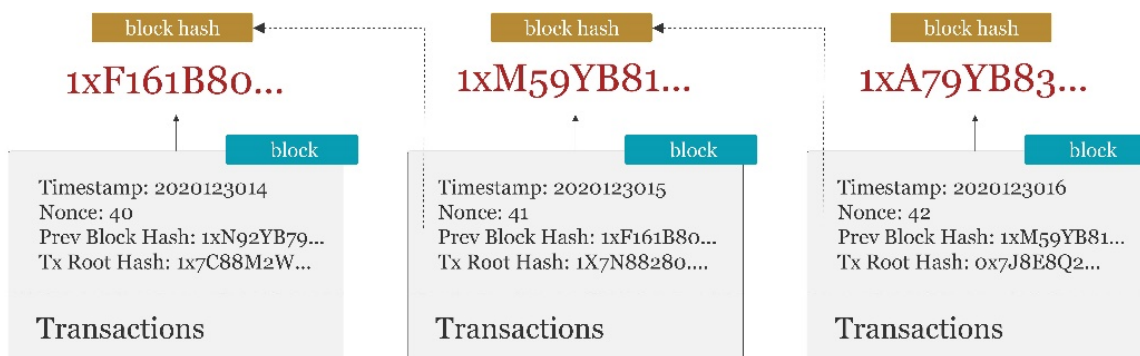 block hash
1xF161B80...
block
Timestamp: 2020123014
Nonce: 40
Prev Block Hash: 1xN92YB79...
Tx Root Hash: 1x7C88M2W...
Transactions
block hash
1xM59YB81...
block
Timestamp: 2020123015
Nonce: 41
Prev Block Hash: 1xF161B80...
Tx Root Hash: 1X7N88280....
Transactions
block hash
1xA79YB83...
block
Timestamp: 2020123016
Nonce: 42
Prev Block Hash: 1xM59YB81...
Tx Root Hash: 0x7J8E8Q2...
Transactions